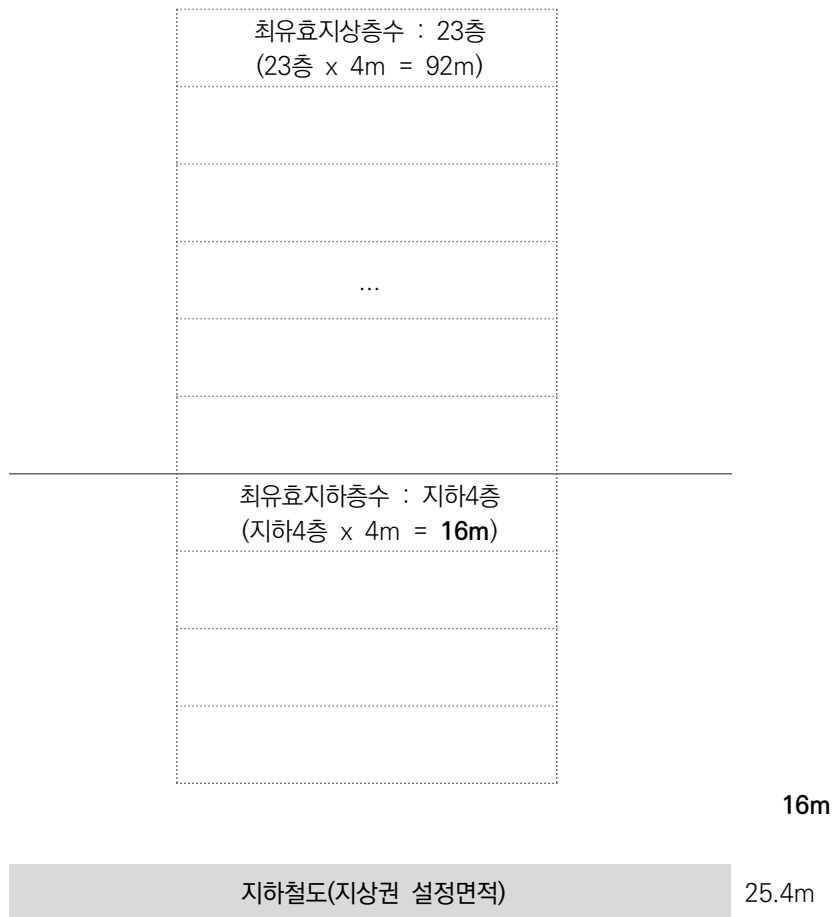 최유효지상층수 : 23층
(23층 x 4m = 92m)
...
최유효지하층수 : 지하4층
(지하4층 x 4m = 16m)
16m
지하철도(지상권 설정면적)
25.4m